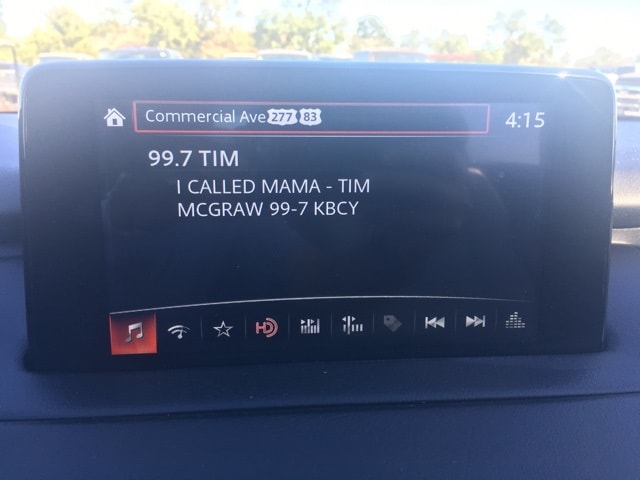 Commercial Ave 277 83 4:15
99.7 TIM
I CALLED MAMA - TIM
MCGRAW 99-7 KBCY
HD